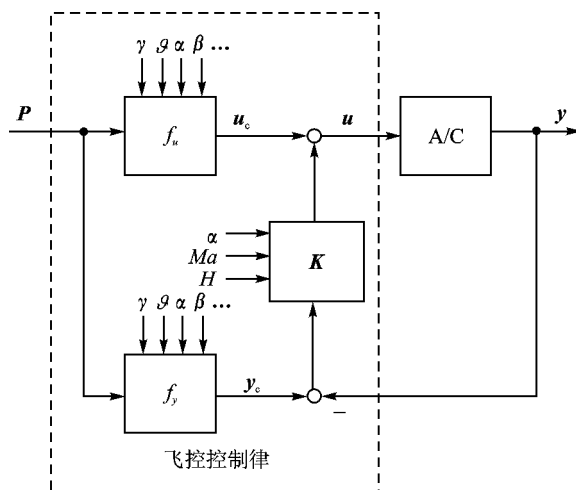 γ ϑ α β ...
P
f_u
u_c
u
A/C
y
α
Ma
H
K
γ ϑ α β ...
f_y
y_c
−
飞控控制律